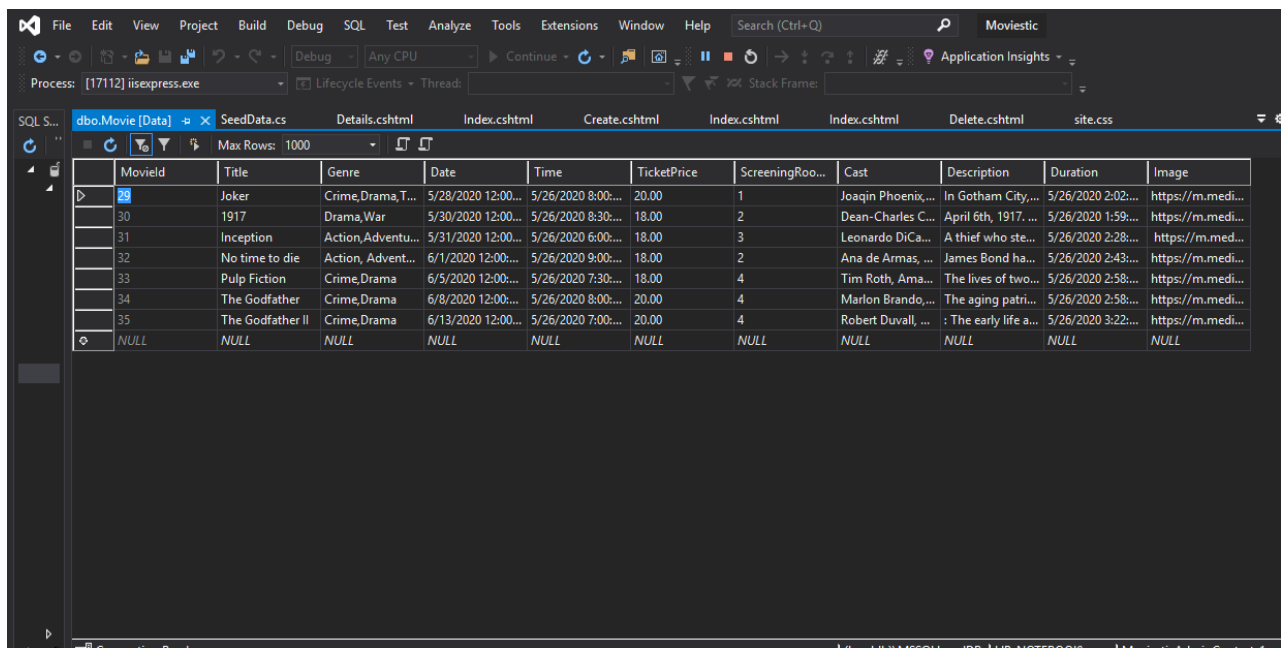 File Edit View Project Build Debug SQL Test Analyze Tools Extensions Window Help Search (Ctrl+Q) Moviestic
Debug Any CPU Continue Application Insights
Process: [17112] iisexpress.exe Lifecycle Events Thread: Stack Frame:
SQL S... dbo.Movie [Data] SeedData.cs Details.cshtml Index.cshtml Create.cshtml Index.cshtml Index.cshtml Delete.cshtml site.css
Max Rows: 1000
MovieId Title Genre Date Time TicketPrice ScreeningRoo... Cast Description Duration Image
29 Joker Crime,Drama,T... 5/28/2020 12:00... 5/26/2020 8:00:... 20.00 1 Joaqin Phoenix,... In Gotham City,... 5/26/2020 2:02:... https://m.medi...
30 1917 Drama,War 5/30/2020 12:00... 5/26/2020 8:30:... 18.00 2 Dean-Charles C... April 6th, 1917. ... 5/26/2020 1:59:... https://m.medi...
31 Inception Action,Adventu... 5/31/2020 12:00... 5/26/2020 6:00:... 18.00 3 Leonardo DiCa... A thief who ste... 5/26/2020 2:28:... https://m.med...
32 No time to die Action, Advent... 6/1/2020 12:00:... 5/26/2020 9:00:... 18.00 2 Ana de Armas, ... James Bond ha... 5/26/2020 2:43:... https://m.medi...
33 Pulp Fiction Crime,Drama 6/5/2020 12:00:... 5/26/2020 7:30:... 18.00 4 Tim Roth, Ama... The lives of two... 5/26/2020 2:58:... https://m.medi...
34 The Godfather Crime,Drama 6/8/2020 12:00:... 5/26/2020 8:00:... 20.00 4 Marlon Brando,... The aging patri... 5/26/2020 2:58:... https://m.medi...
35 The Godfather II Crime,Drama 6/13/2020 12:00... 5/26/2020 7:00:... 20.00 4 Robert Duvall, ... : The early life a... 5/26/2020 3:22:... https://m.medi...
NULL NULL NULL NULL NULL NULL NULL NULL NULL NULL NULL